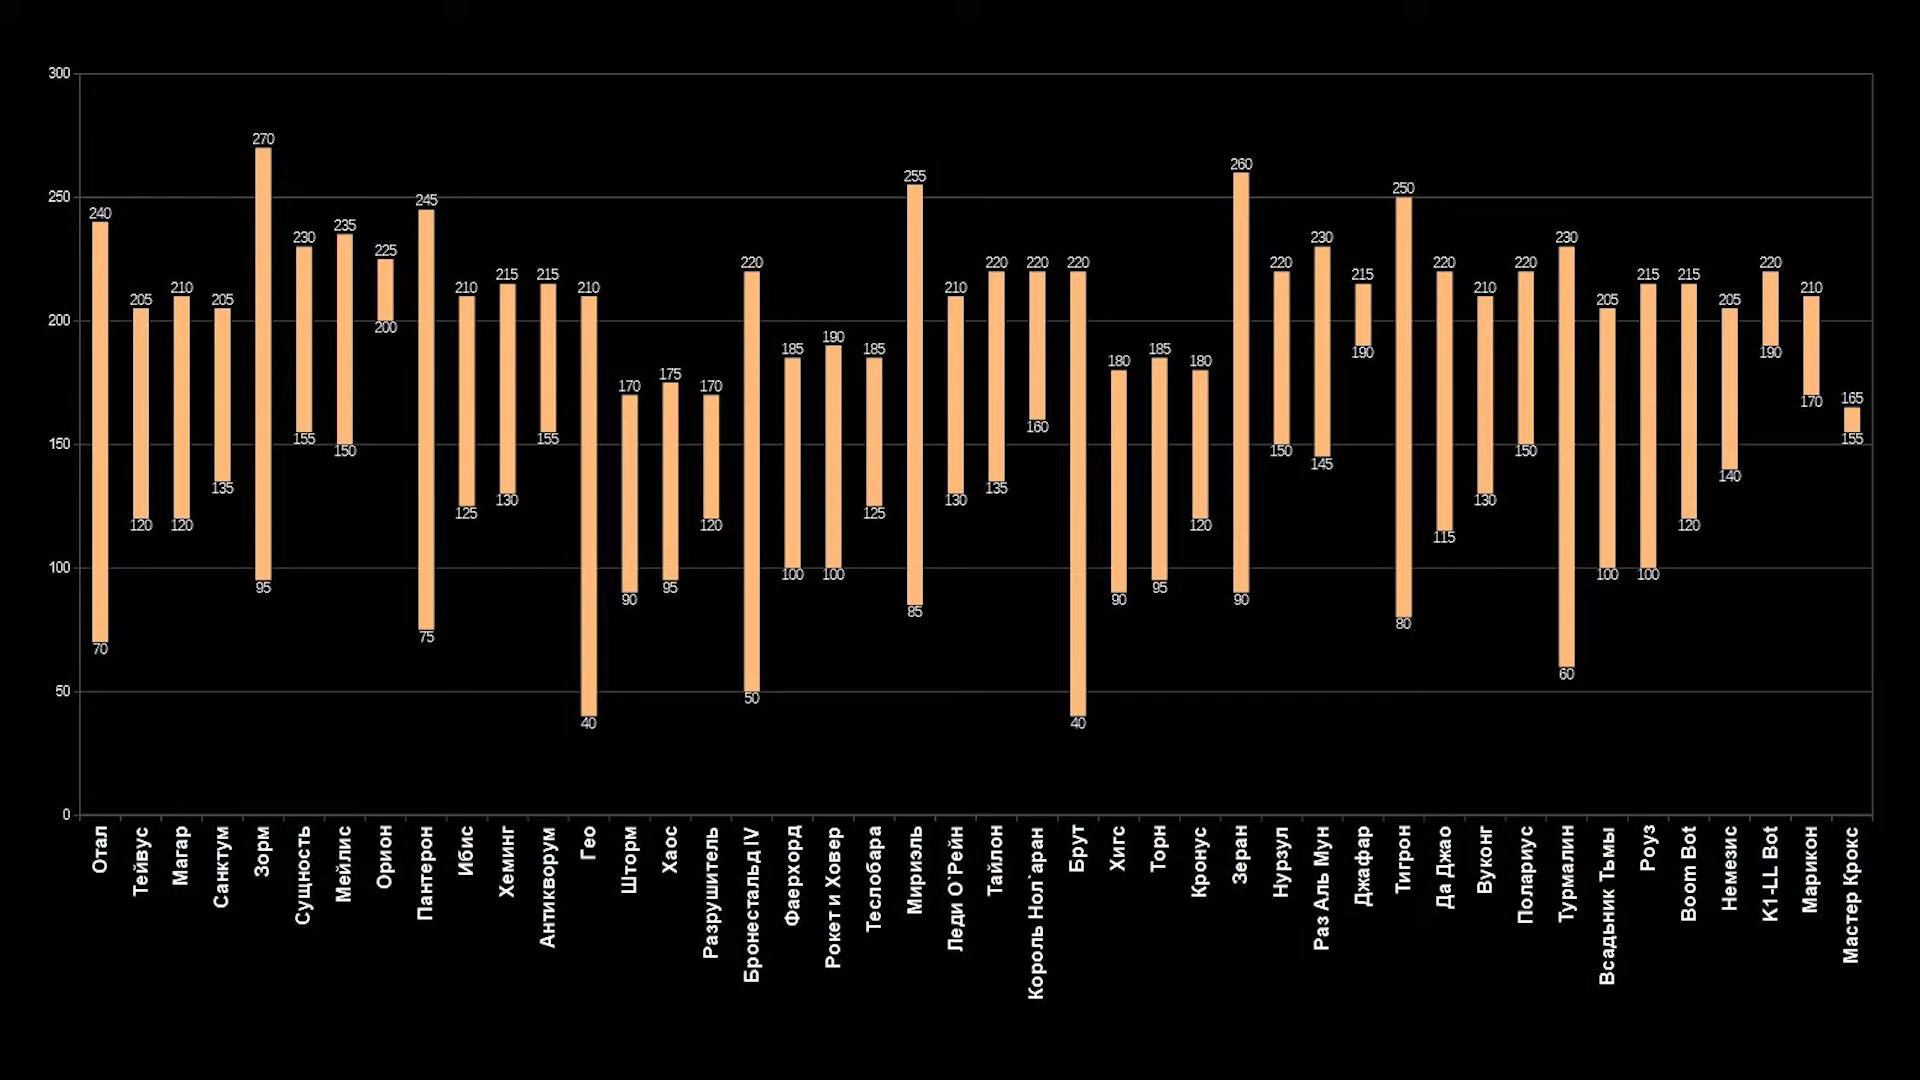 300
250
200
150
100
50
0
240
205
210
205
270
230
235
225
245
210
215
215
210
170
175
170
220
185
190
185
255
210
220
220
220
180
185
180
260
220
230
215
250
220
210
220
230
205
215
215
205
220
210
165
70
120
120
135
95
155
150
200
75
125
130
155
40
90
95
120
50
100
100
125
85
130
135
160
40
90
95
120
90
150
145
190
80
115
130
150
60
100
100
120
140
190
170
155
Отал
Тейвус
Магар
Санктум
Зорм
Сущность
Мейлис
Орион
Пантерон
Ибис
Хеминг
Антикворум
Гео
Шторм
Хаос
Разрушитель
Бронестальд IV
Фаерхорд
Рокет и Ховер
Теслобара
Мириэль
Леди О`Рейн
Тайлон
Король Нол`аран
Брут
Хигс
Торн
Кронус
Зеран
Нурзул
Раз Аль Мун
Джафар
Тигрон
Да Джао
Вуконг
Полариус
Турмалин
Всадьник Тьмы
Роуз
Boom Bot
Немезис
K1-LL Bot
Марикон
Мастер Крокс